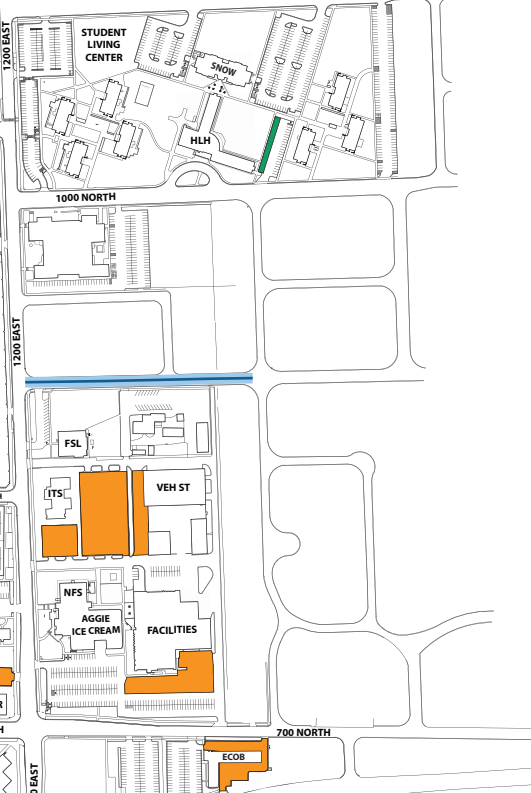 1200 EAST
STUDENT
LIVING
CENTER
SNOW
HLH
1000 NORTH
1200 EAST
FSL
ITS
VEH ST
NFS
AGGIE
ICE CREAM
FACILITIES
R
H
700 NORTH
ECOB
EAST